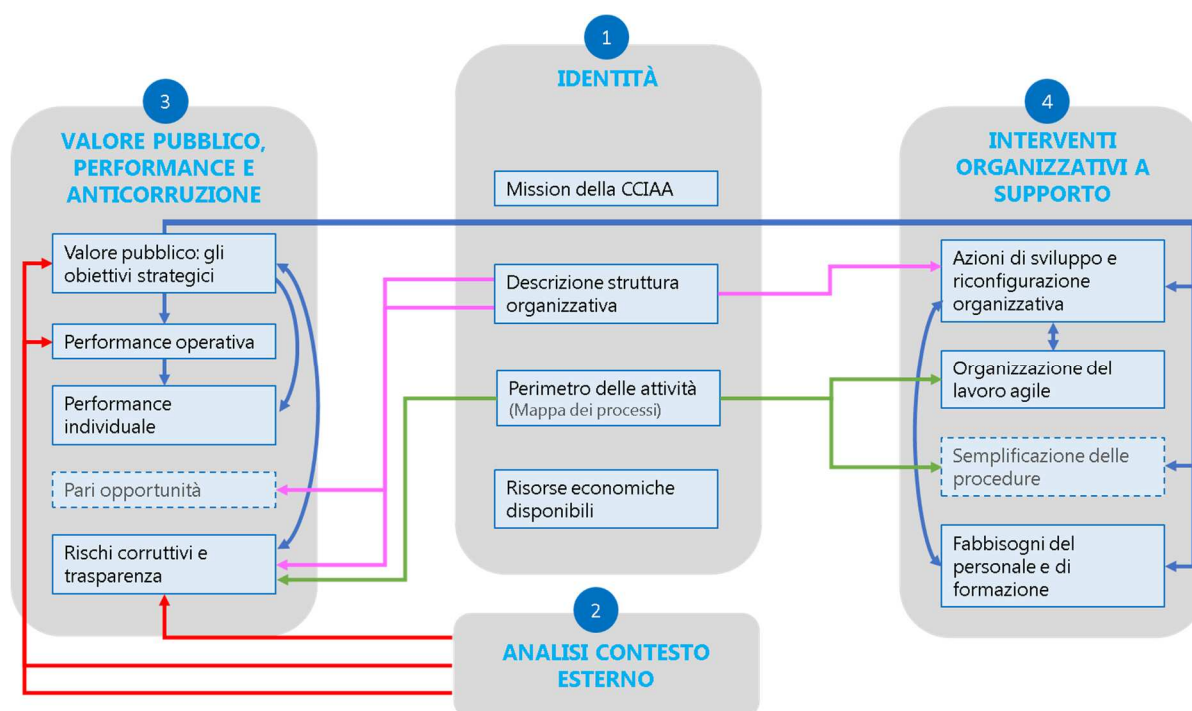 1
IDENTITÀ
Mission della CCIAA
Descrizione struttura
organizzativa
Perimetro delle attività
(Mappa dei processi)
Risorse economiche
disponibili
2
ANALISI CONTESTO
ESTERNO
3
VALORE PUBBLICO,
PERFORMANCE E
ANTICORRUZIONE
Valore pubblico: gli
obiettivi strategici
Performance operativa
Performance
individuale
Pari opportunità
Rischi corruttivi e
trasparenza
4
INTERVENTI
ORGANIZZATIVI A
SUPPORTO
Azioni di sviluppo e
riconfigurazione
organizzativa
Organizzazione del
lavoro agile
Semplificazione delle
procedure
Fabbisogni del
personale e di
formazione